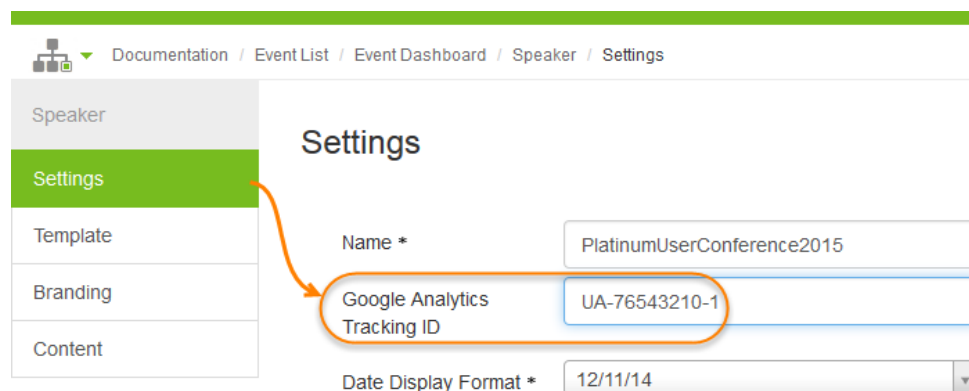 Documentation / Event List / Event Dashboard / Speaker / Settings
Speaker
Settings
Template
Branding
Content
Settings
Name * PlatinumUserConference2015
Google Analytics
Tracking ID
UA-76543210-1
Date Display Format * 12/11/14